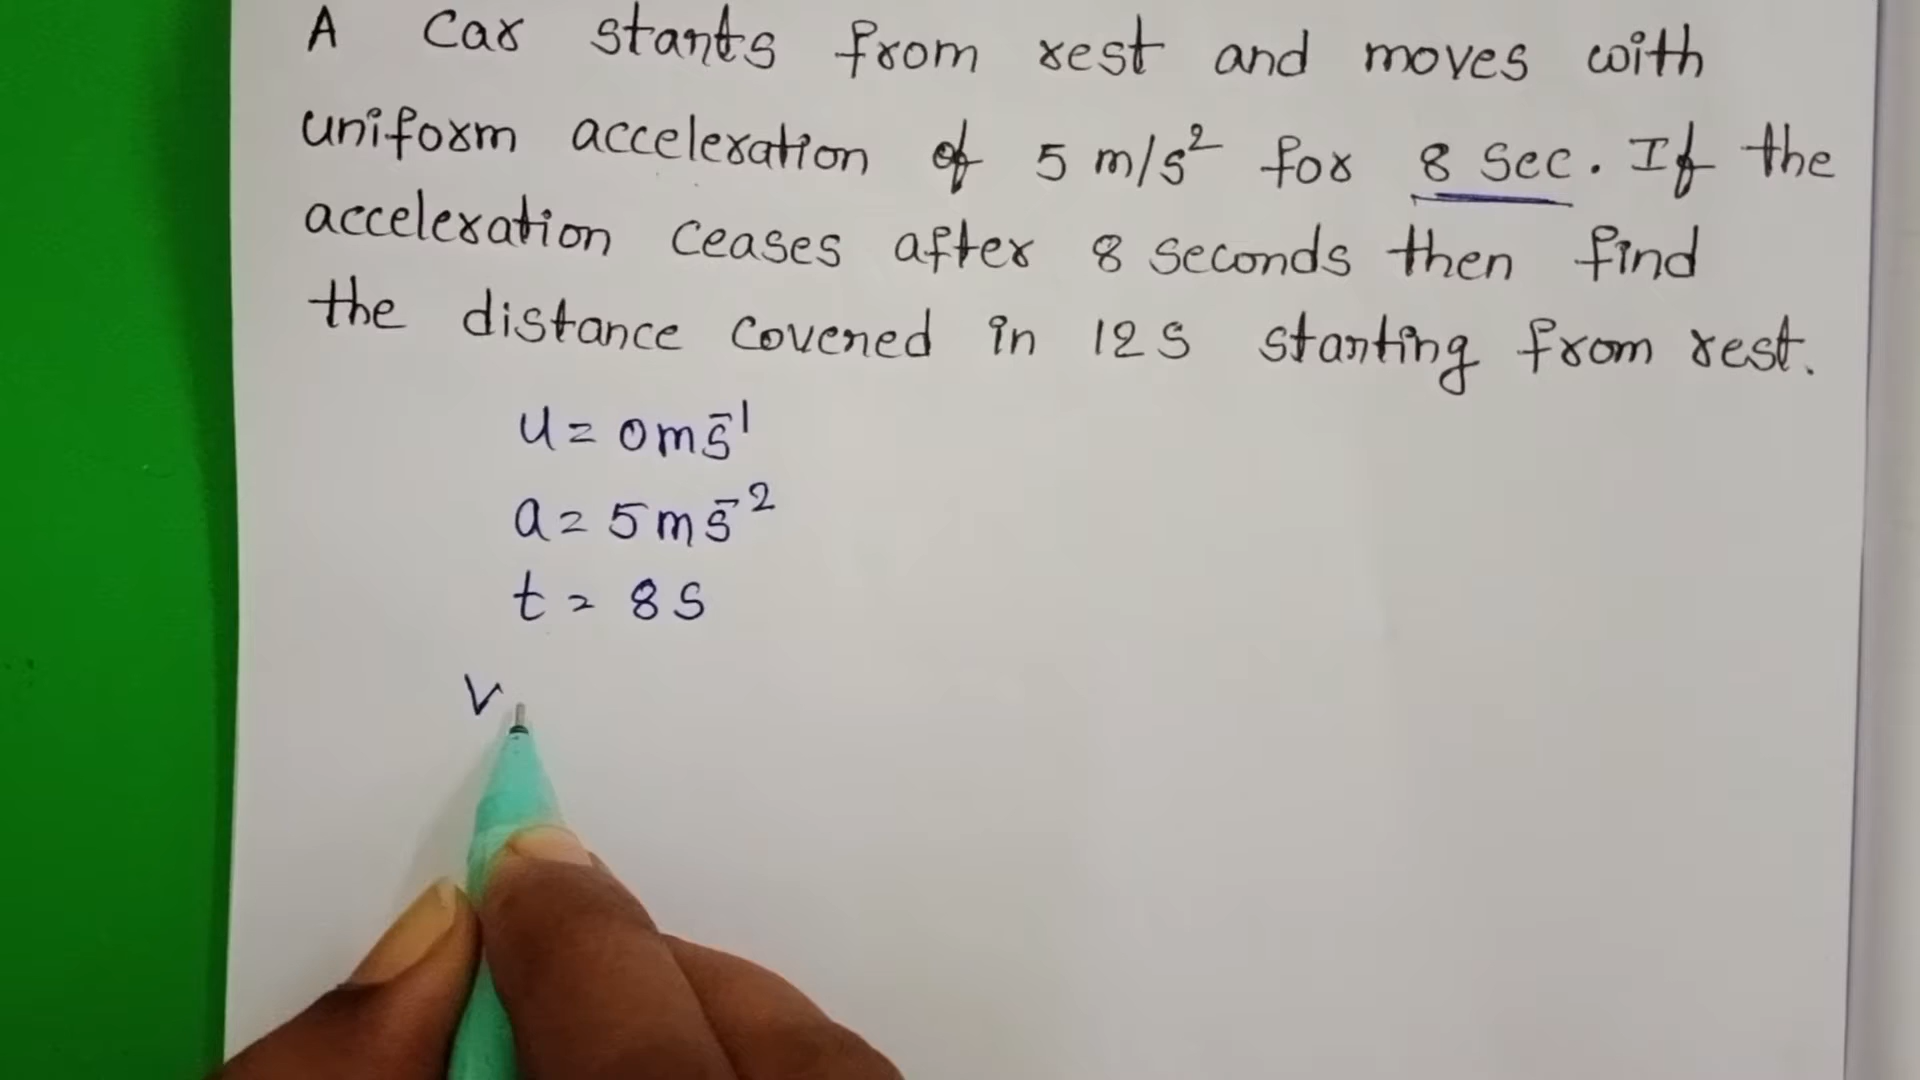 A Car starts from rest and moves with
uniform acceleration of 5 m/s² for 8 sec. If the
acceleration ceases after 8 seconds then find
the distance covered in 12 S starting from rest.
u = 0 m s⁻¹
a = 5 m s⁻²
t = 8 S
V